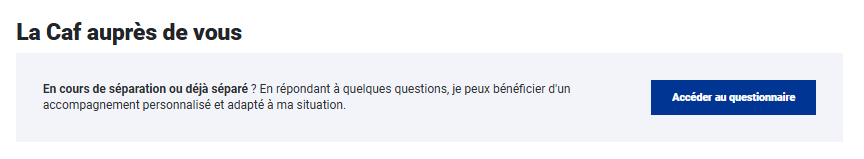 La Caf auprès de vous
En cours de séparation ou déjà séparé ? En répondant à quelques questions, je peux bénéficier d'un
accompagnement personnalisé et adapté à ma situation.
Accéder au questionnaire